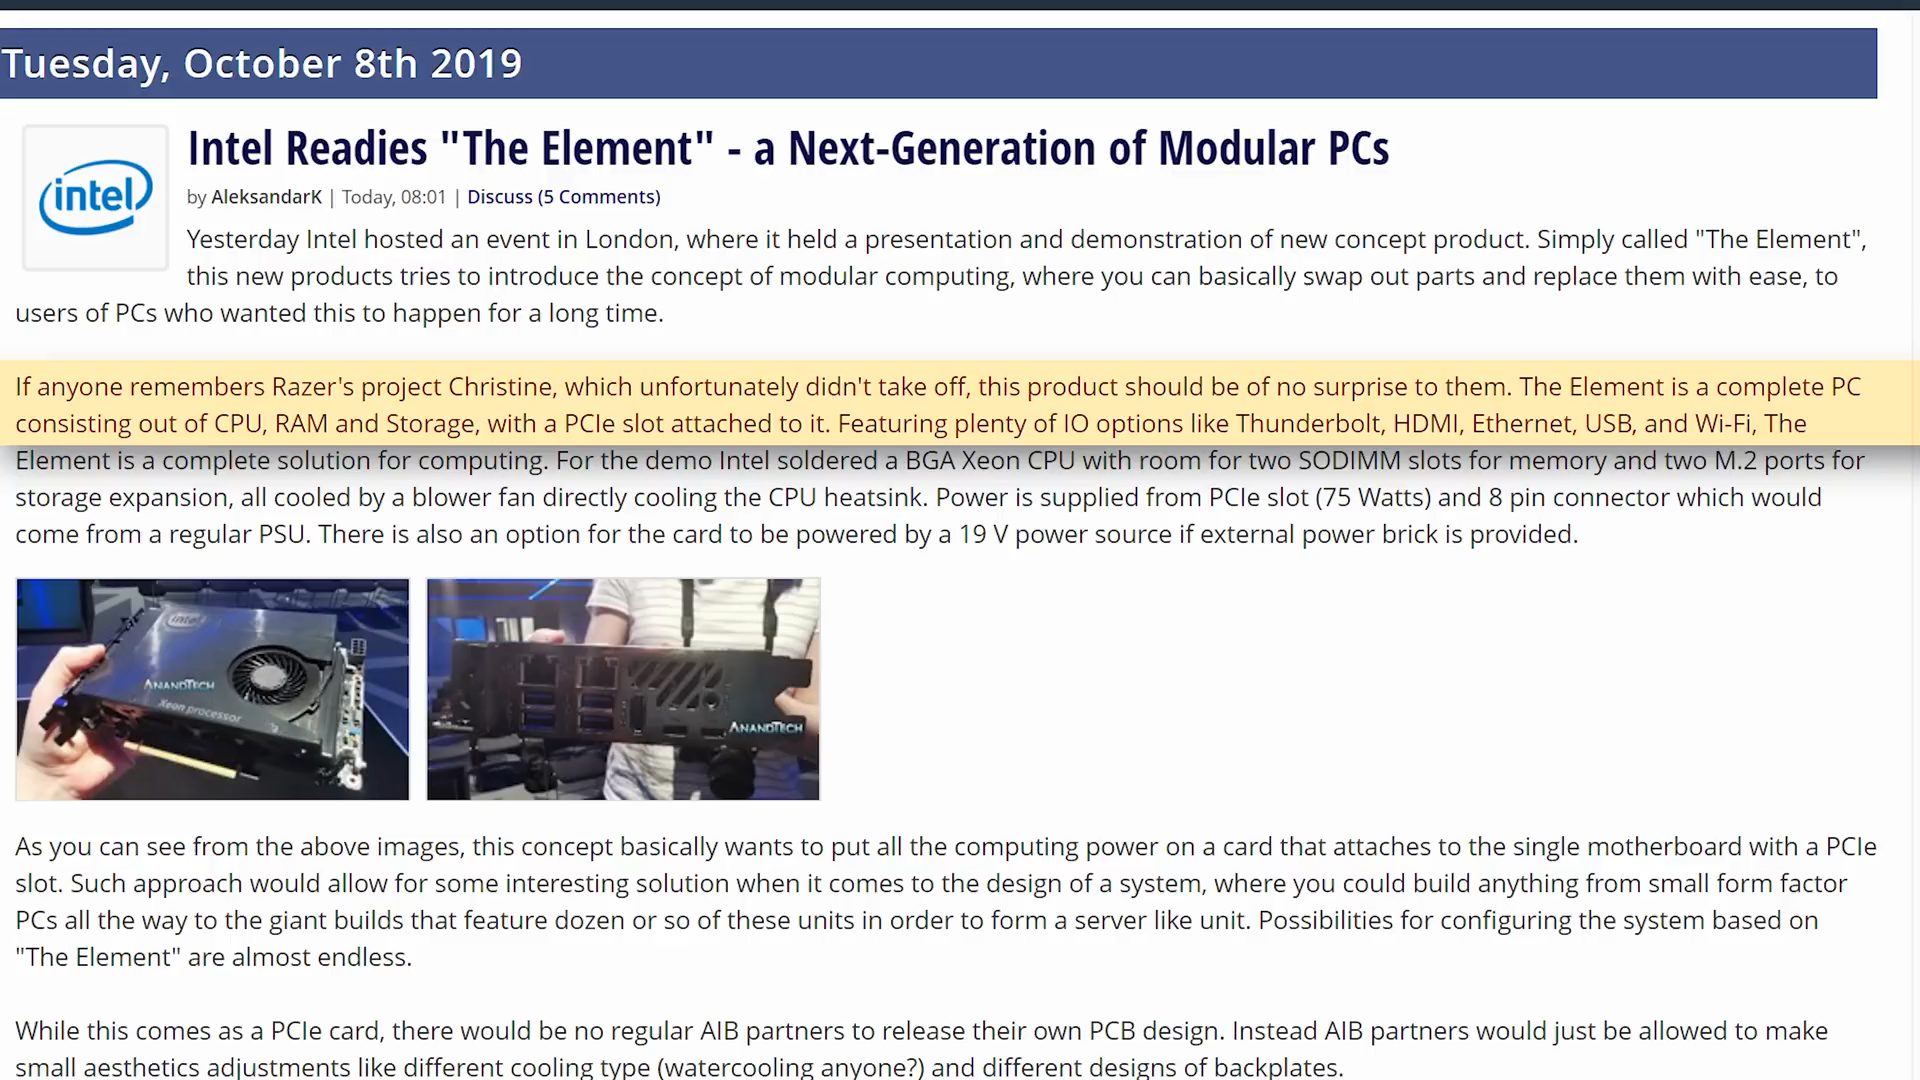 Tuesday, October 8th 2019
intel
Intel Readies "The Element" - a Next-Generation of Modular PCs
by AleksandarK | Today, 08:01 | Discuss (5 Comments)
Yesterday Intel hosted an event in London, where it held a presentation and demonstration of new concept product. Simply called "The Element",
this new products tries to introduce the concept of modular computing, where you can basically swap out parts and replace them with ease, to
users of PCs who wanted this to happen for a long time.
If anyone remembers Razer's project Christine, which unfortunately didn't take off, this product should be of no surprise to them. The Element is a complete PC
consisting out of CPU, RAM and Storage, with a PCIe slot attached to it. Featuring plenty of IO options like Thunderbolt, HDMI, Ethernet, USB, and Wi-Fi, The
Element is a complete solution for computing. For the demo Intel soldered a BGA Xeon CPU with room for two SODIMM slots for memory and two M.2 ports for
storage expansion, all cooled by a blower fan directly cooling the CPU heatsink. Power is supplied from PCIe slot (75 Watts) and 8 pin connector which would
come from a regular PSU. There is also an option for the card to be powered by a 19 V power source if external power brick is provided.
intel
ANANDTECH
Xeon processor
ANANDTECH
As you can see from the above images, this concept basically wants to put all the computing power on a card that attaches to the single motherboard with a PCIe
slot. Such approach would allow for some interesting solution when it comes to the design of a system, where you could build anything from small form factor
PCs all the way to the giant builds that feature dozen or so of these units in order to form a server like unit. Possibilities for configuring the system based on
"The Element" are almost endless.
While this comes as a PCIe card, there would be no regular AIB partners to release their own PCB design. Instead AIB partners would just be allowed to make
small aesthetics adjustments like different cooling type (watercooling anyone?) and different designs of backplates.